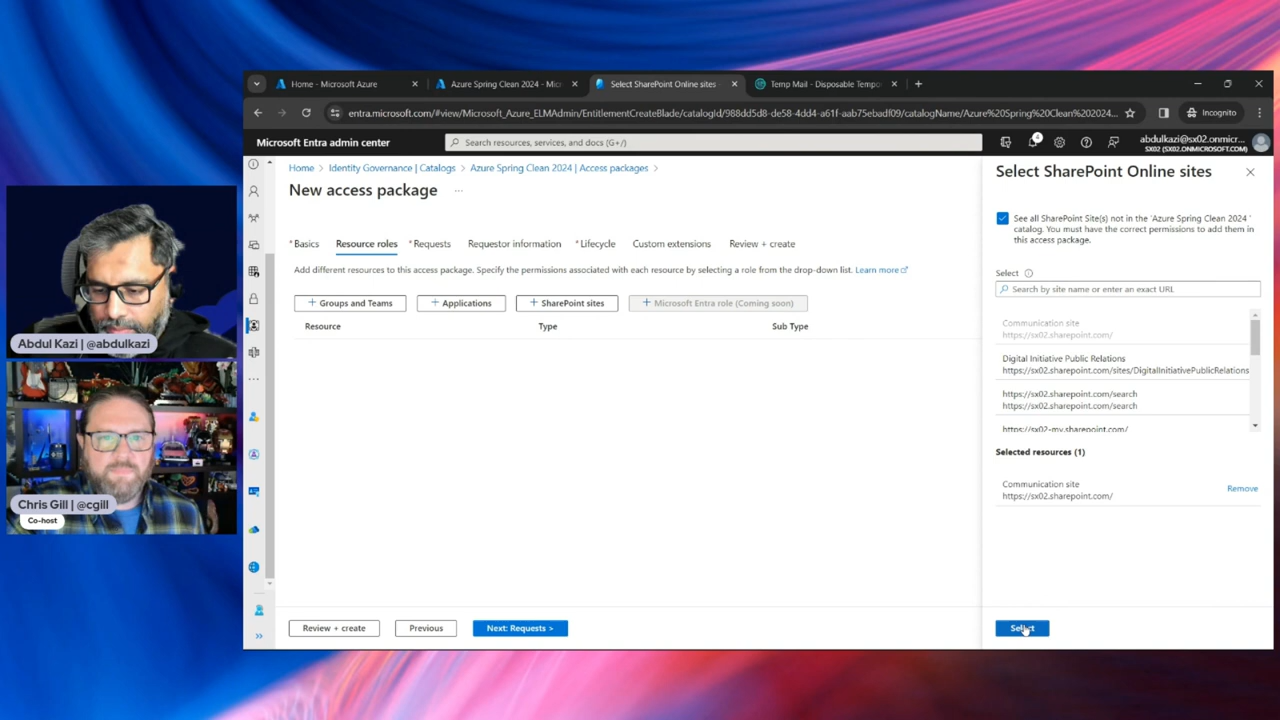 Home - Microsoft Azure
Azure Spring Clean 2024 - Mic
Select SharePoint Online sites
Temp Mail - Disposable Tempo
entra.microsoft.com/#view/Microsoft_Azure_ELMAdmin/EntitlementCreateBlade/catalogId/988dd5d8-de58-4dd4-a61f-aab75ebadf09/catalogName/Azure%20Spring%20Clean%202024...
Incognito
Microsoft Entra admin center
Search resources, services, and docs (G+/)
4
abdulkazi@sx02.onmicr...
SX02 (SX02.ONMICROSOFT.COM)
Home > Identity Governance | Catalogs > Azure Spring Clean 2024 | Access packages >
New access package ...
* Basics Resource roles * Requests Requestor information * Lifecycle Custom extensions Review + create
Add different resources to this access package. Specify the permissions associated with each resource by selecting a role from the drop-down list. Learn more
+ Groups and Teams + Applications + SharePoint sites + Microsoft Entra role (Coming soon)
Resource Type Sub Type
Review + create Previous Next: Requests >
Select SharePoint Online sites
See all SharePoint Site(s) not in the 'Azure Spring Clean 2024 '
catalog. You must have the correct permissions to add them in
this access package.
Select
Search by site name or enter an exact URL
Communication site
https://sx02.sharepoint.com/
Digital Initiative Public Relations
https://sx02.sharepoint.com/sites/DigitalInitiativePublicRelations
https://sx02.sharepoint.com/search
https://sx02.sharepoint.com/search
https://sx02-my.sharepoint.com/
Selected resources (1)
Communication site
https://sx02.sharepoint.com/
Remove
Select
Abdul Kazi | @abdulkazi
Chris Gill | @cgill
Co-host